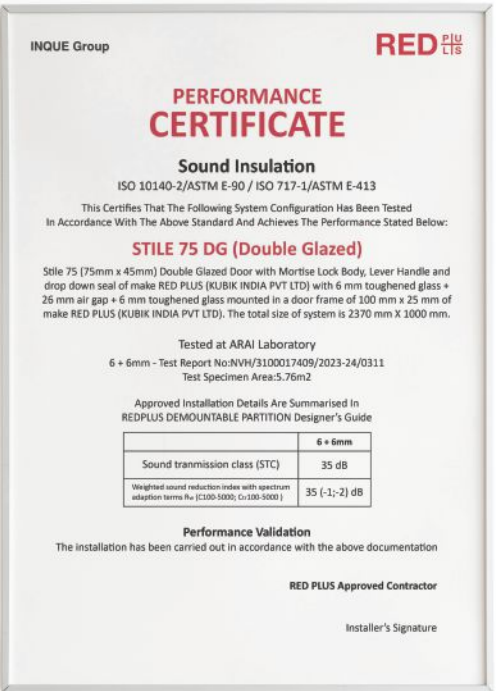 INQUE Group
RED PLUS
PERFORMANCE
CERTIFICATE
Sound Insulation
ISO 10140-2/ASTM E-90 / ISO 717-1/ASTM E-413
This Certifies That The Following System Configuration Has Been Tested
In Accordance With The Above Standard And Achieves The Performance Stated Below:
STILE 75 DG (Double Glazed)
Stile 75 (75mm x 45mm) Double Glazed Door with Mortise Lock Body, Lever Handle and
drop down seal of make RED PLUS (KUBIK INDIA PVT LTD) with 6 mm toughened glass +
26 mm air gap + 6 mm toughened glass mounted in a door frame of 100 mm x 25 mm of
make RED PLUS (KUBIK INDIA PVT LTD). The total size of system is 2370 mm X 1000 mm.
Tested at ARAI Laboratory
6 + 6mm - Test Report No:NVH/3100017409/2023-24/0311
Test Specimen Area:5.76m2
Approved Installation Details Are Summarised In
REDPLUS DEMOUNTABLE PARTITION Designer's Guide
6 + 6mm
Sound tranmission class (STC) 35 dB
Weighted sound reduction index with spectrum
adaption terms Rw (C100-5000; Ctr100-5000 ) 35 (-1;-2) dB
Performance Validation
The installation has been carried out in accordance with the above documentation
RED PLUS Approved Contractor
Installer's Signature